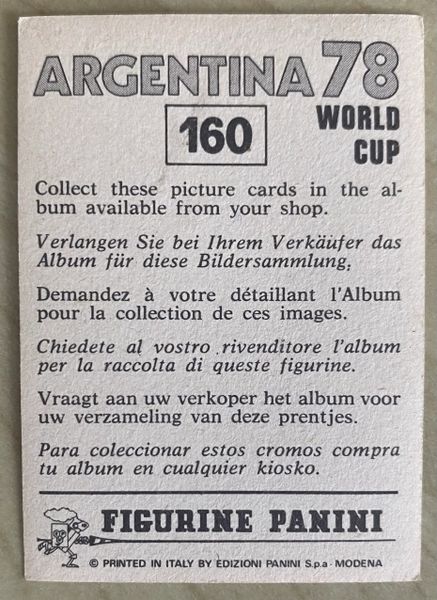 ARGENTINA 78
160
WORLD
CUP
Collect these picture cards in the al-
bum available from your shop.
Verlangen Sie bei Ihrem Verkäufer das
Album für diese Bildersammlung.
Demandez à votre détaillant l'Album
pour la collection de ces images.
Chiedete al vostro rivenditore l'album
per la raccolta di queste figurine.
Vraagt aan uw verkoper het album voor
uw verzameling van deze prentjes.
Para coleccionar estos cromos compra
tu album en cualquier kiosko.
FIGURINE PANINI
© PRINTED IN ITALY BY EDIZIONI PANINI S.p.a - MODENA